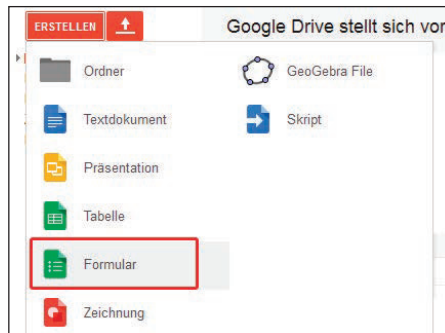 ERSTELLEN
Google Drive stellt sich vor
Ordner
GeoGebra File
Textdokument
Skript
Präsentation
Tabelle
Formular
Zeichnung